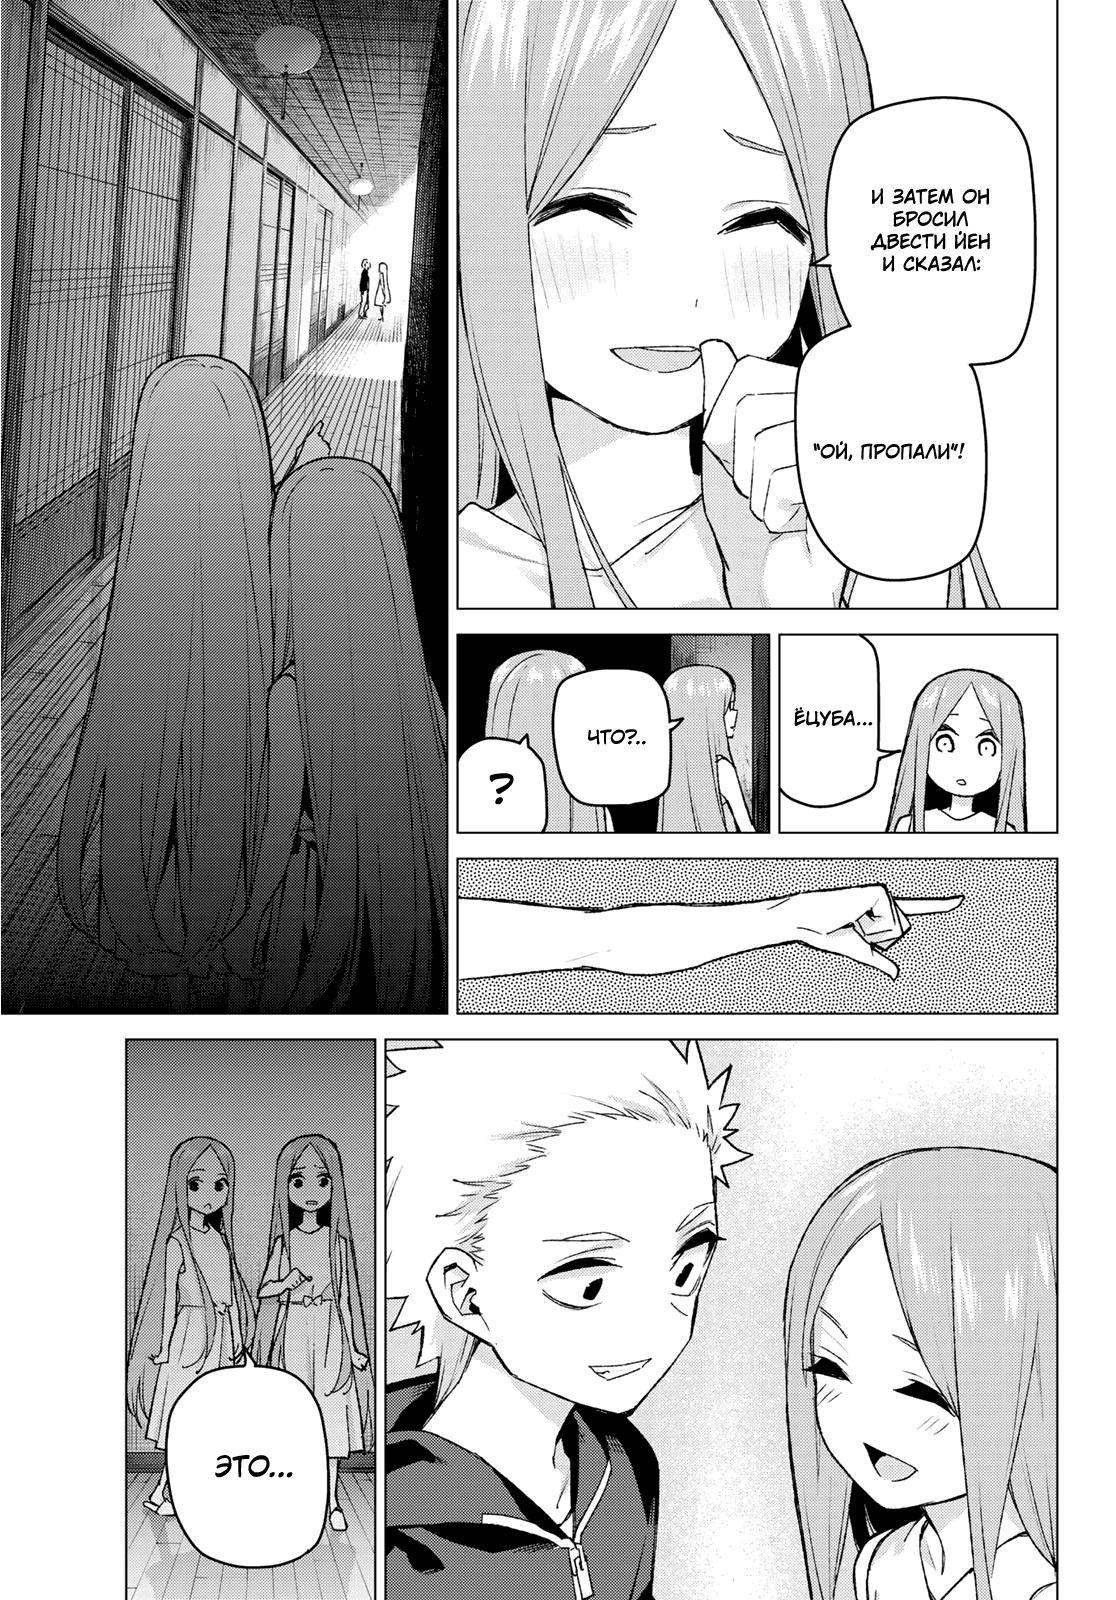 И ЗАТЕМ ОН
БРОСИЛ
ДВЕСТИ ЙЕН
И СКАЗАЛ:
"ОЙ, ПРОПАЛИ"!
ЁЦУБА...
ЧТО?..
?
ЭТО...